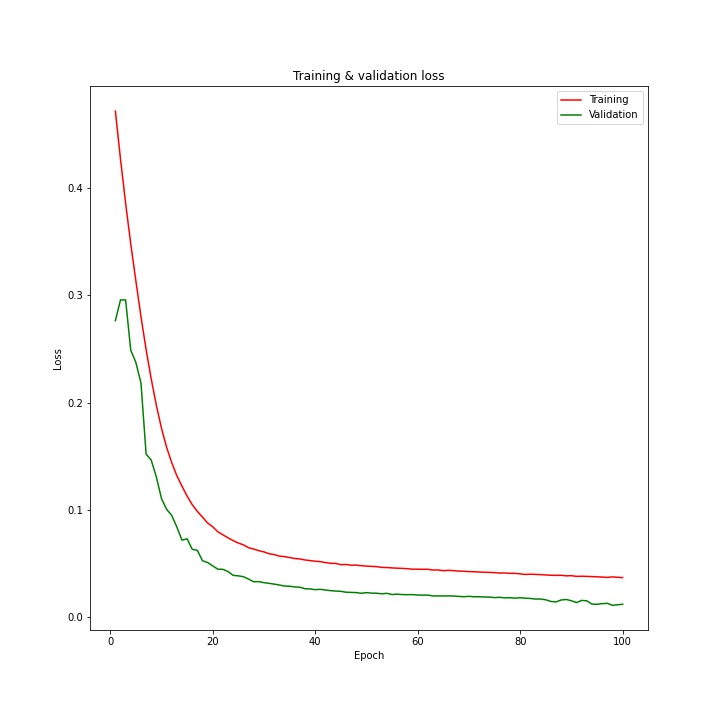 Training & validation loss
Training
Validation
0.4
0.3
0.2
0.1
0.0
Loss
0 20 40 60 80 100
Epoch